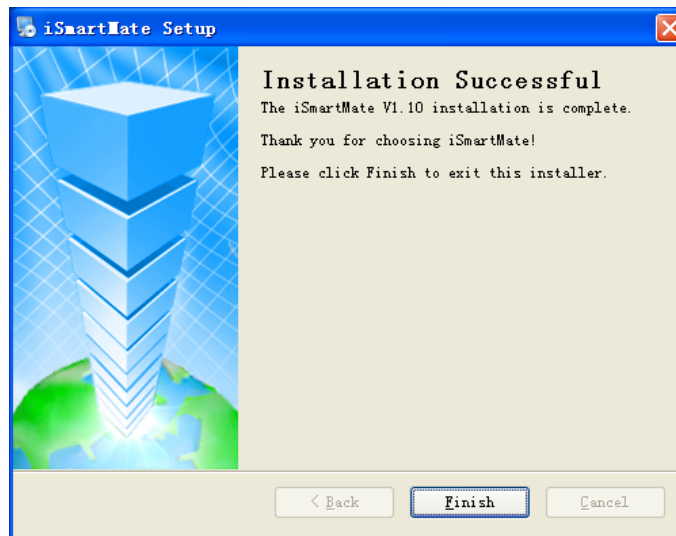 iSmartMate Setup
Installation Successful
The iSmartMate V1.10 installation is complete.
Thank you for choosing iSmartMate!
Please click Finish to exit this installer.
< Back
Finish
Cancel